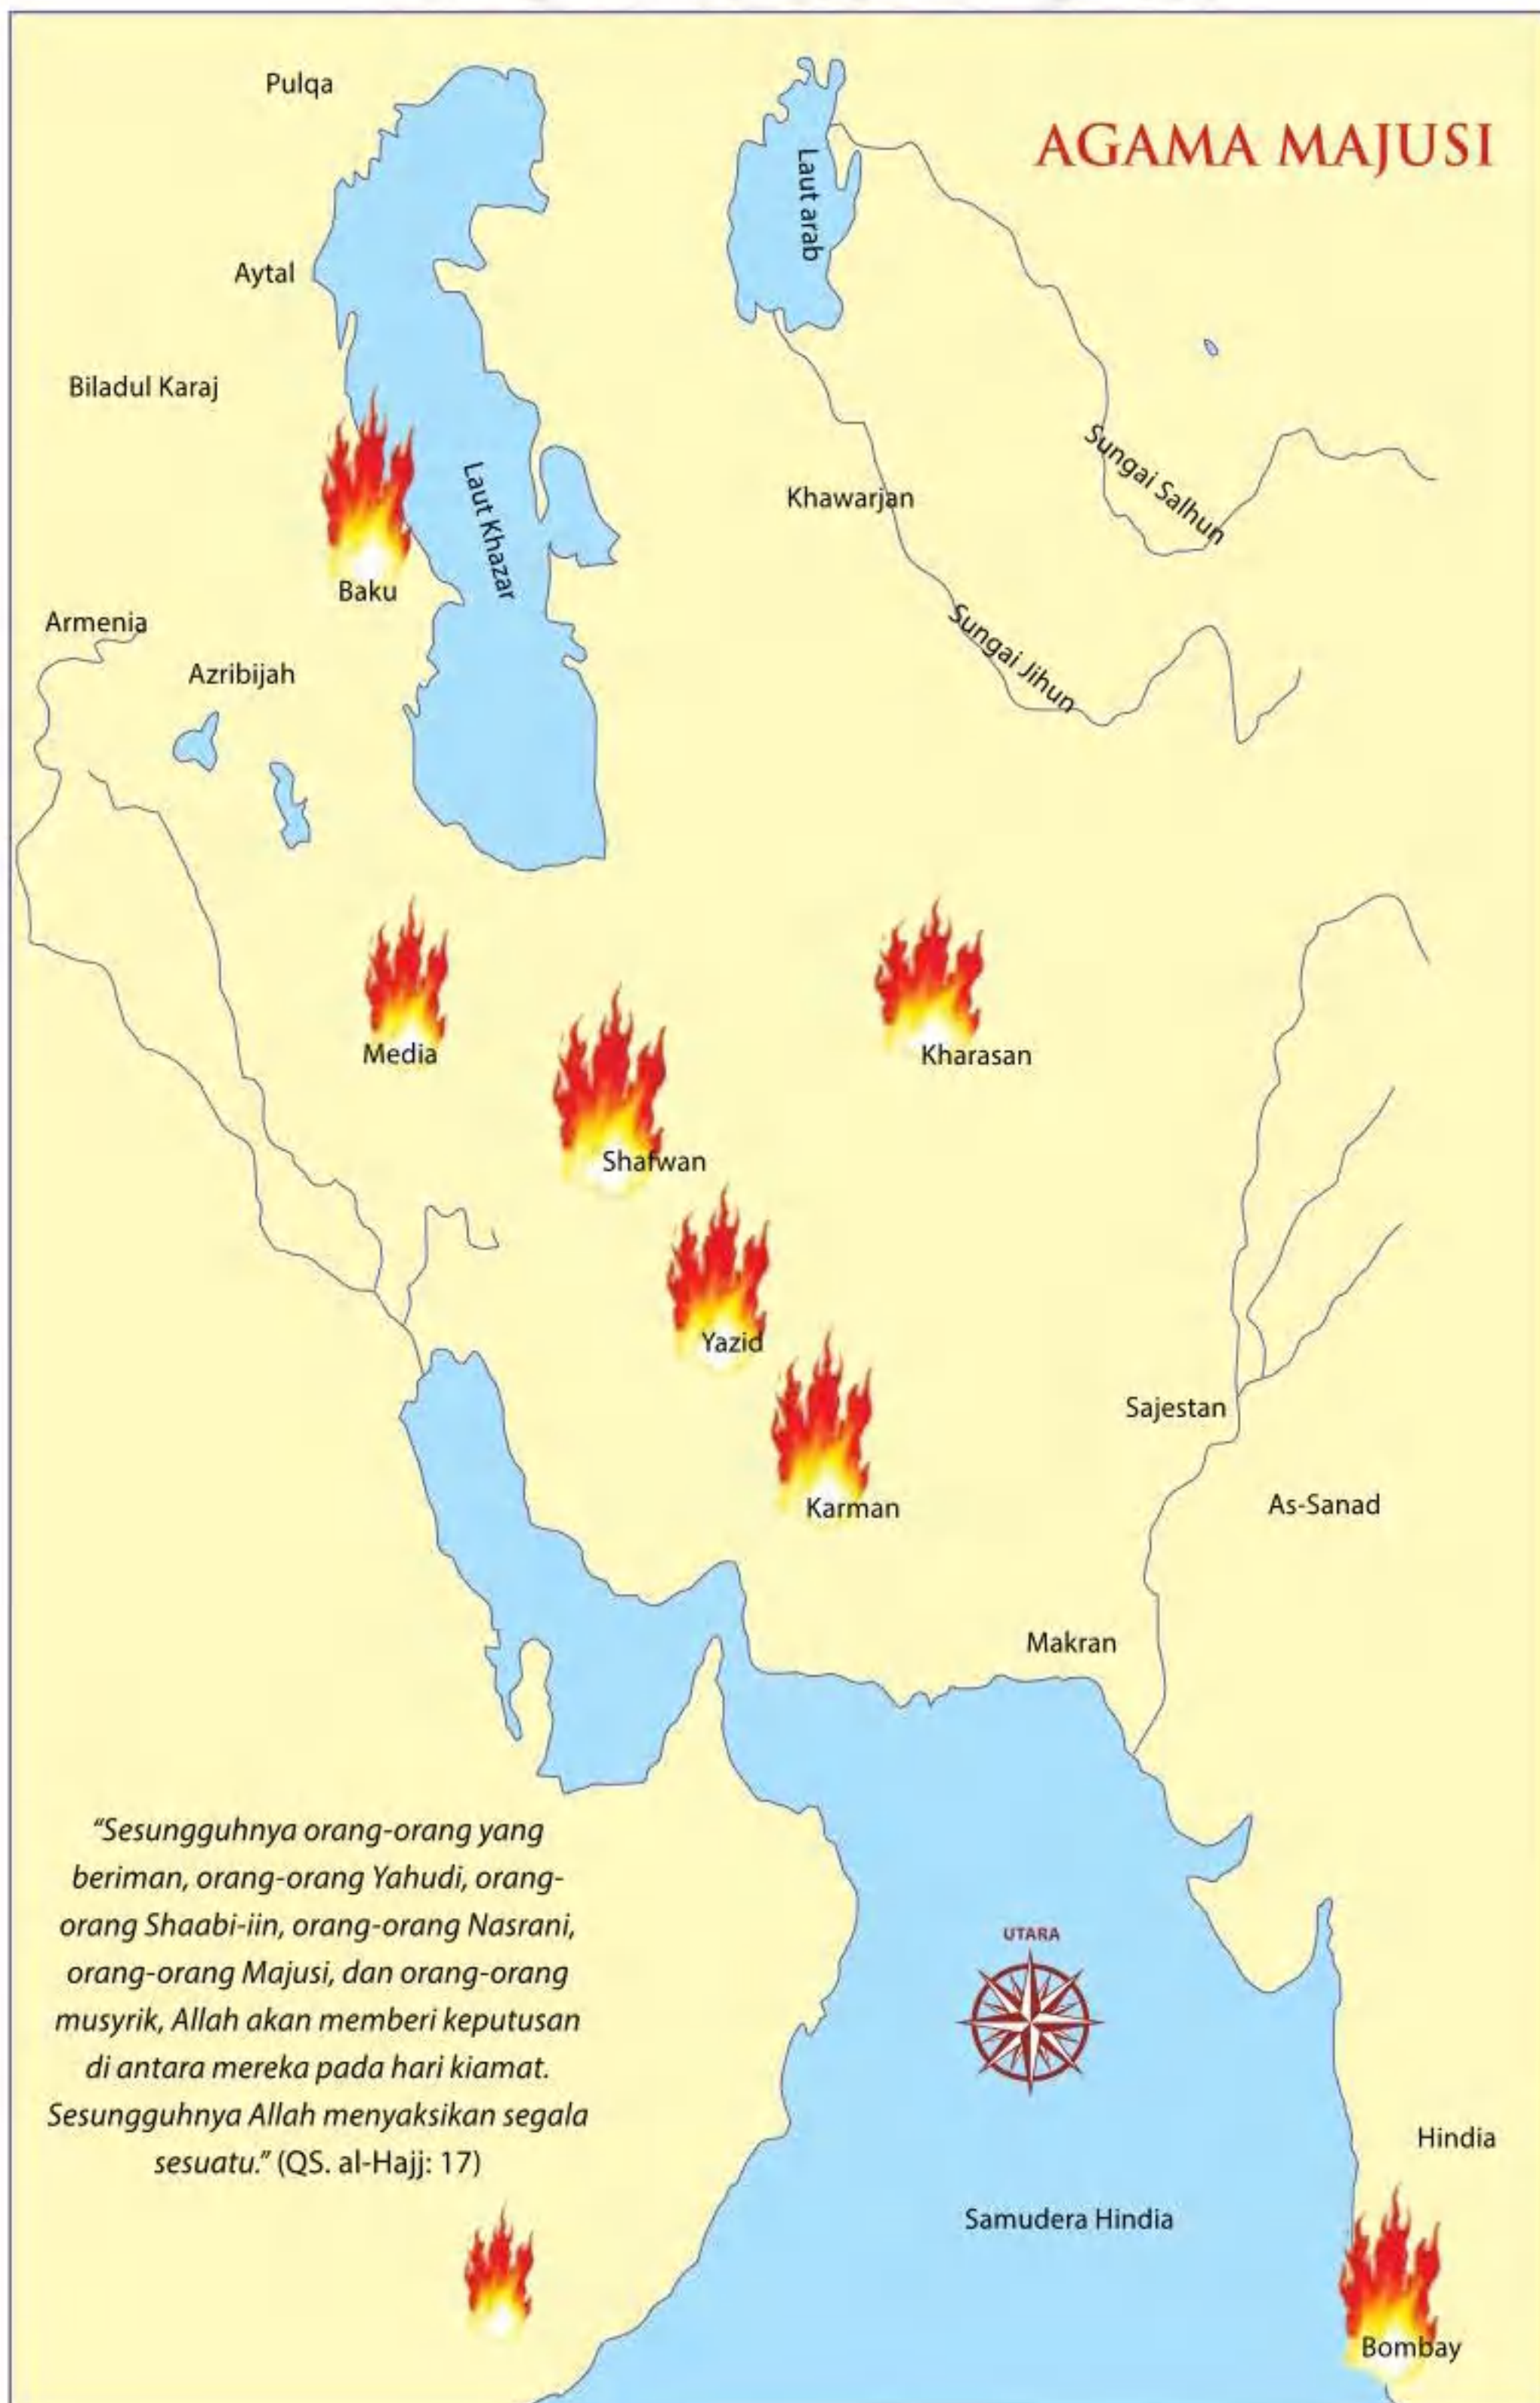 Pulqa
AGAMA MAJUSI
Laut arab
Aytal
Biladul Karaj
Sungai Salhun
Laut Khazar
Khawarjan
Baku
Armenia
Sungai Jihun
Azribijah
Media
Kharasan
Shafwan
Yazid
Sajestan
Karman
As-Sanad
Makran
“Sesungguhnya orang-orang yang
beriman, orang-orang Yahudi, orang-
orang Shaabi-iin, orang-orang Nasrani,
orang-orang Majusi, dan orang-orang
musyrik, Allah akan memberi keputusan
di antara mereka pada hari kiamat.
Sesungguhnya Allah menyaksikan segala
sesuatu.” (QS. al-Hajj: 17)
UTARA
Hindia
Samudera Hindia
Bombay